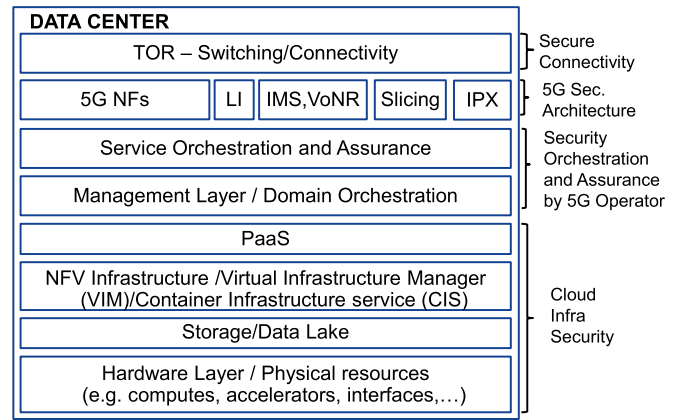 DATA CENTER
TOR – Switching/Connectivity
Secure
Connectivity
5G NFs
LI
IMS,VoNR
Slicing
IPX
5G Sec.
Architecture
Service Orchestration and Assurance
Management Layer / Domain Orchestration
Security
Orchestration
and Assurance
by 5G Operator
PaaS
NFV Infrastructure /Virtual Infrastructure Manager
(VIM)/Container Infrastructure service (CIS)
Storage/Data Lake
Hardware Layer / Physical resources
(e.g. computes, accelerators, interfaces,…)
Cloud
Infra
Security